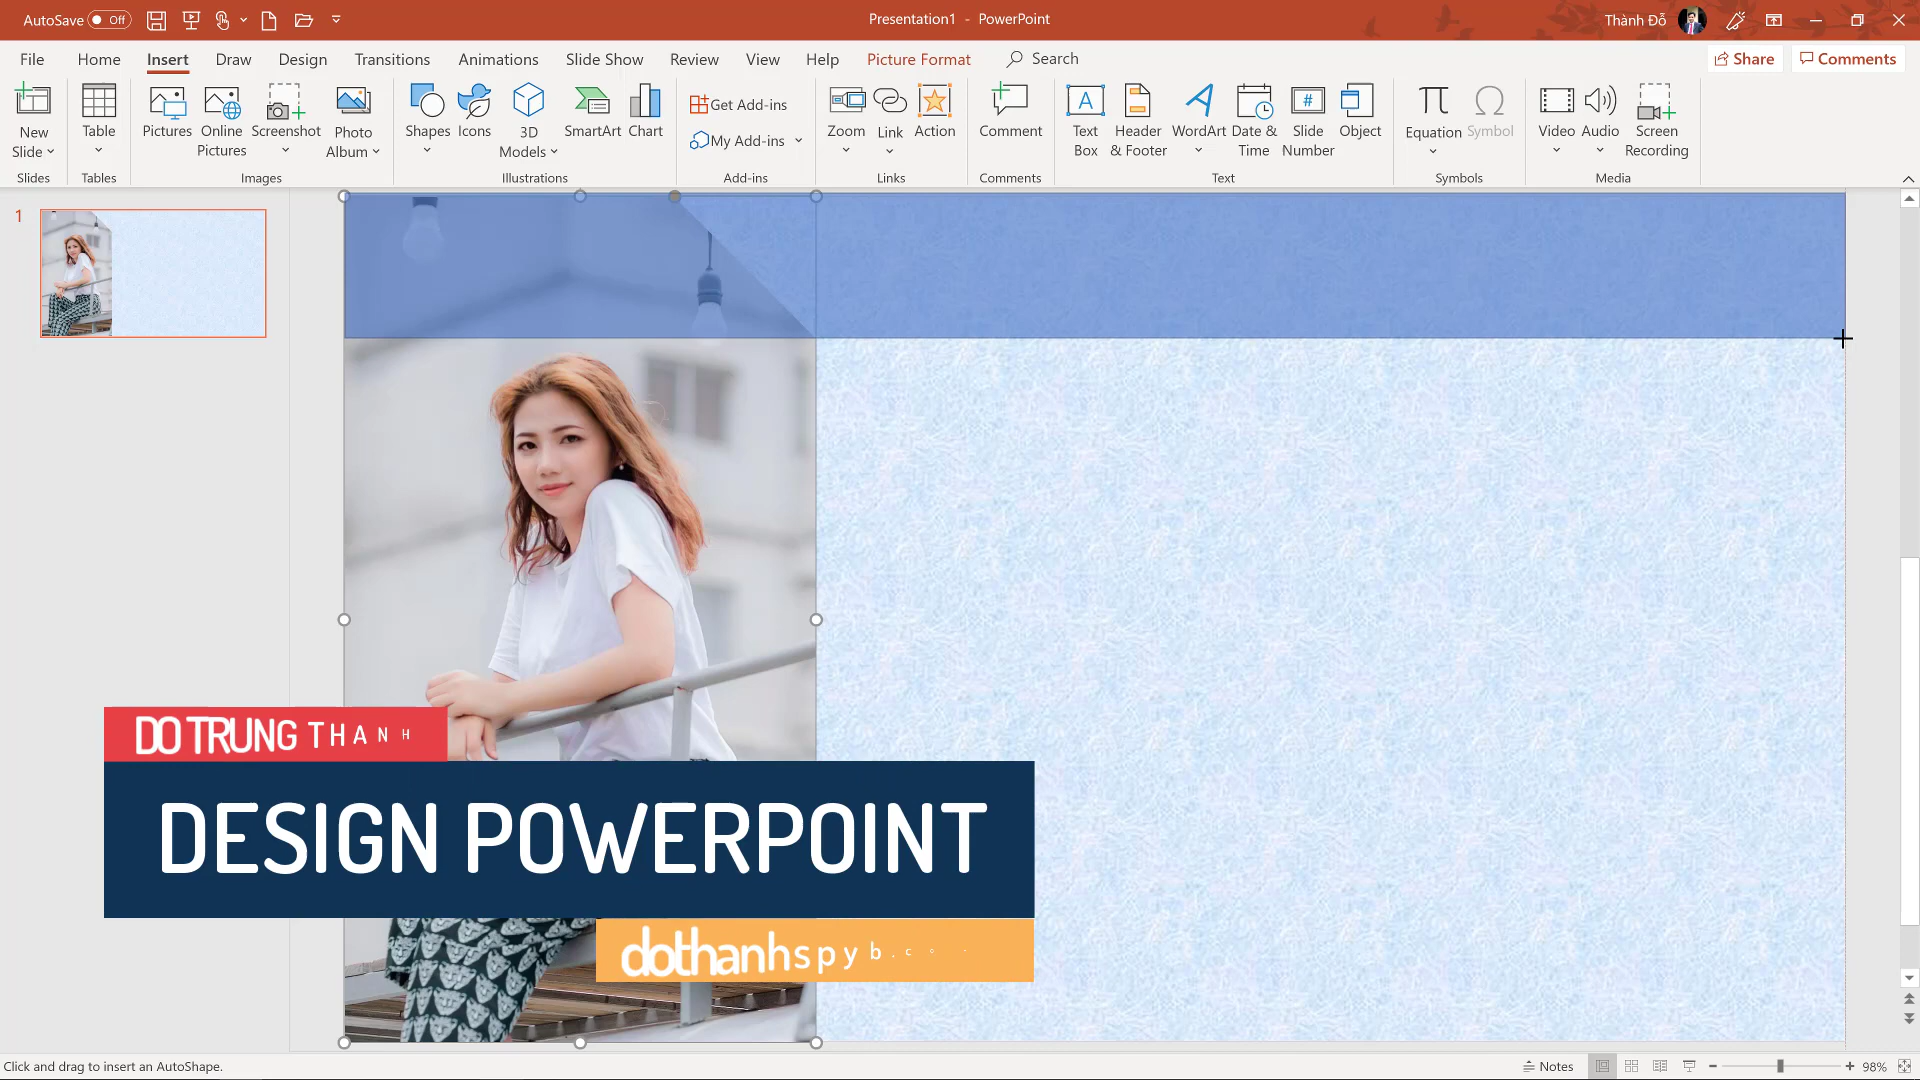 AutoSave Off
Presentation1 - PowerPoint
Thành Đỗ
File Home Insert Draw Design Transitions Animations Slide Show Review View Help Picture Format Search
Share Comments
New Slide
Table
Pictures
Online Pictures
Screenshot
Photo Album
Shapes
Icons
3D Models
SmartArt
Chart
Get Add-ins
My Add-ins
Zoom
Link
Action
Comment
Text Box
Header & Footer
WordArt
Date & Time
Slide Number
Object
Equation
Symbol
Video
Audio
Screen Recording
Slides Tables Images Illustrations Add-ins Links Comments Text Symbols Media
1
DO TRUNG THANH
DESIGN POWERPOINT
dothanhspyb.co
Click and drag to insert an AutoShape.
Notes
98%